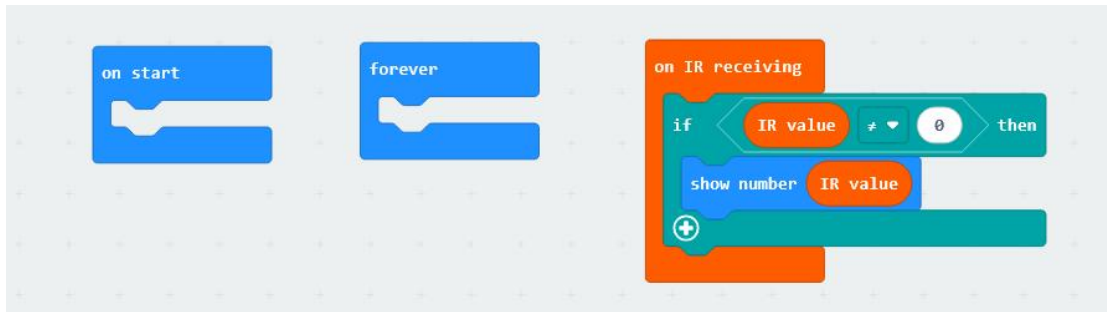 on start
forever
on IR receiving
if IR value ≠ 0 then
show number IR value